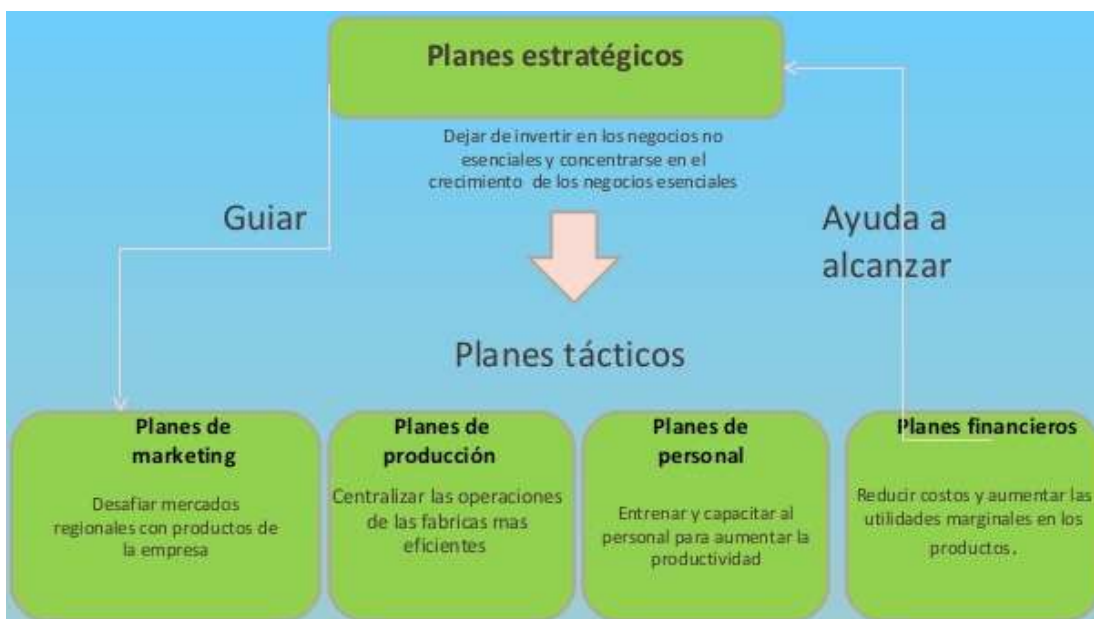 Planes estratégicos
Dejar de invertir en los negocios no
esenciales y concentrarse en el
crecimiento de los negocios esenciales
Guiar
Ayuda a
alcanzar
Planes tácticos
Planes de
marketing
Desafiar mercados
regionales con productos de
la empresa
Planes de
producción
Centralizar las operaciones
de las fabricas mas
eficientes
Planes de
personal
Entrenar y capacitar al
personal para aumentar la
productividad
Planes financieros
Reducir costos y aumentar las
utilidades marginales en los
productos.